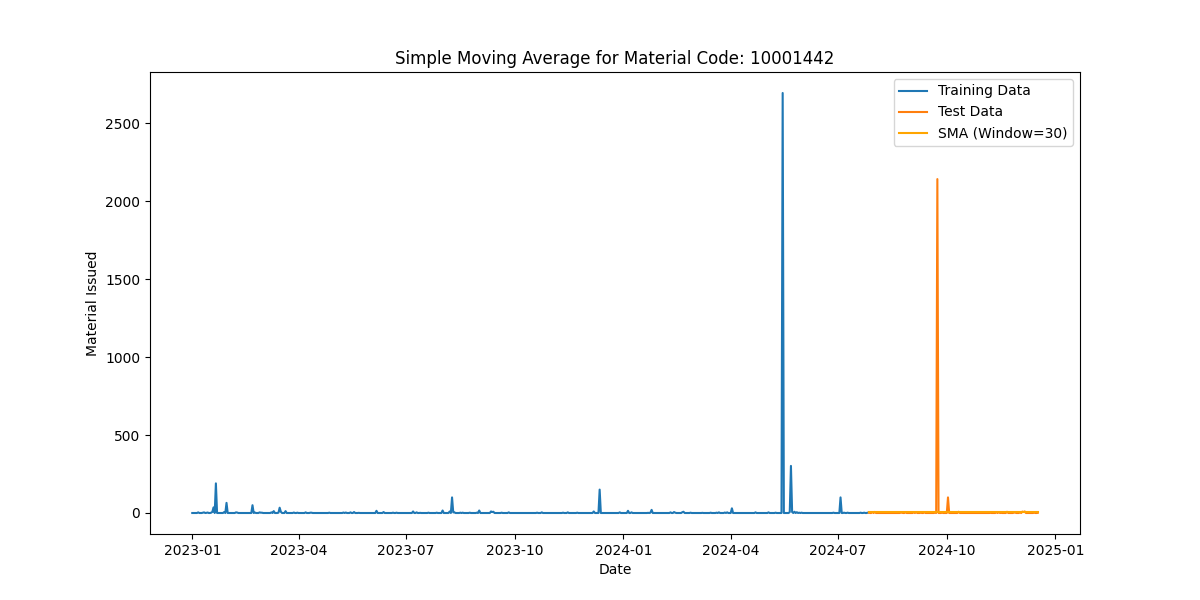 Simple Moving Average for Material Code: 10001442
Training Data
Test Data
SMA (Window=30)
Material Issued
2500
2000
1500
1000
500
0
2023-01
2023-04
2023-07
2023-10
2024-01
2024-04
2024-07
2024-10
2025-01
Date